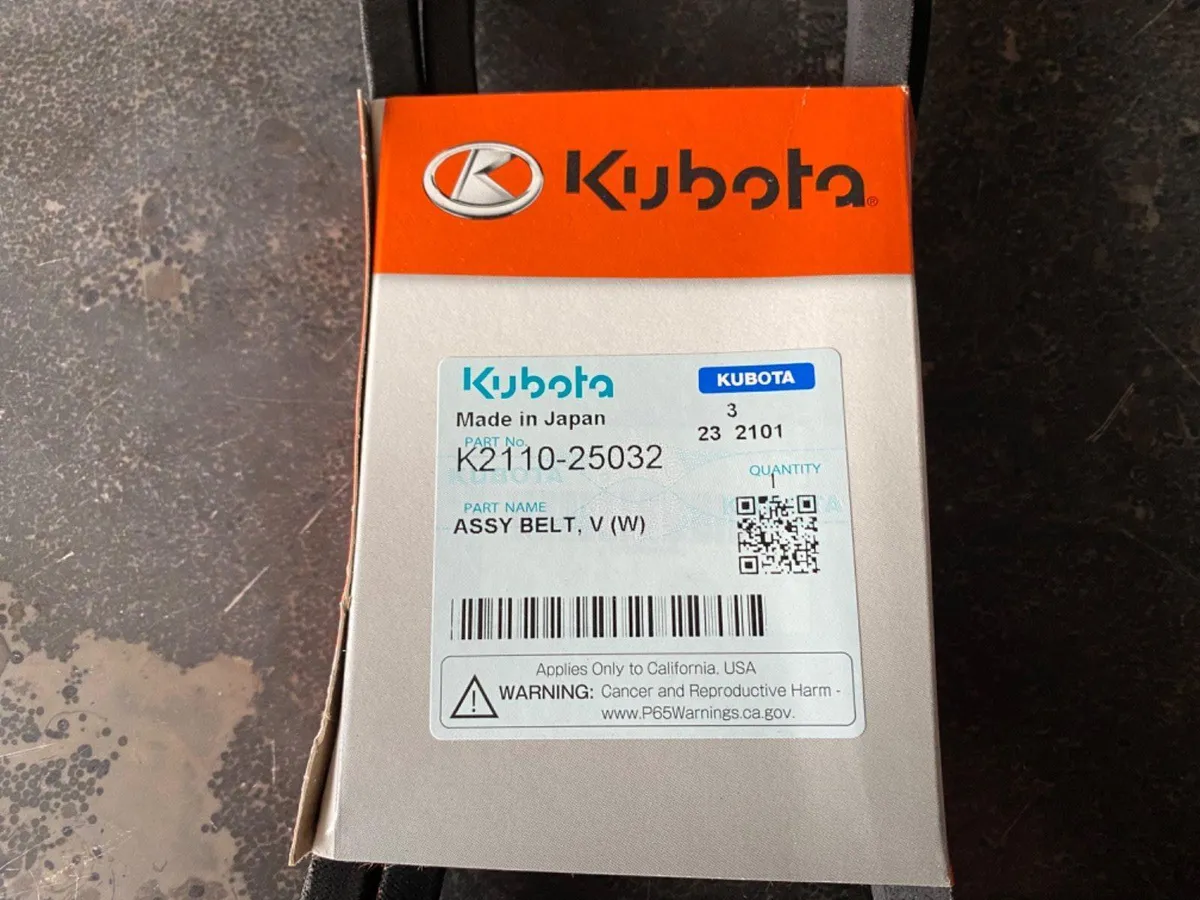 Kubota®
Kubota
KUBOTA
Made in Japan
3
23 2101
PART No.
K2110-25032
KUBOTA
QUANTITY
1
PART NAME
ASSY BELT, V (W)
Applies Only to California. USA
WARNING: Cancer and Reproductive Harm -
www.P65Warnings.ca.gov.